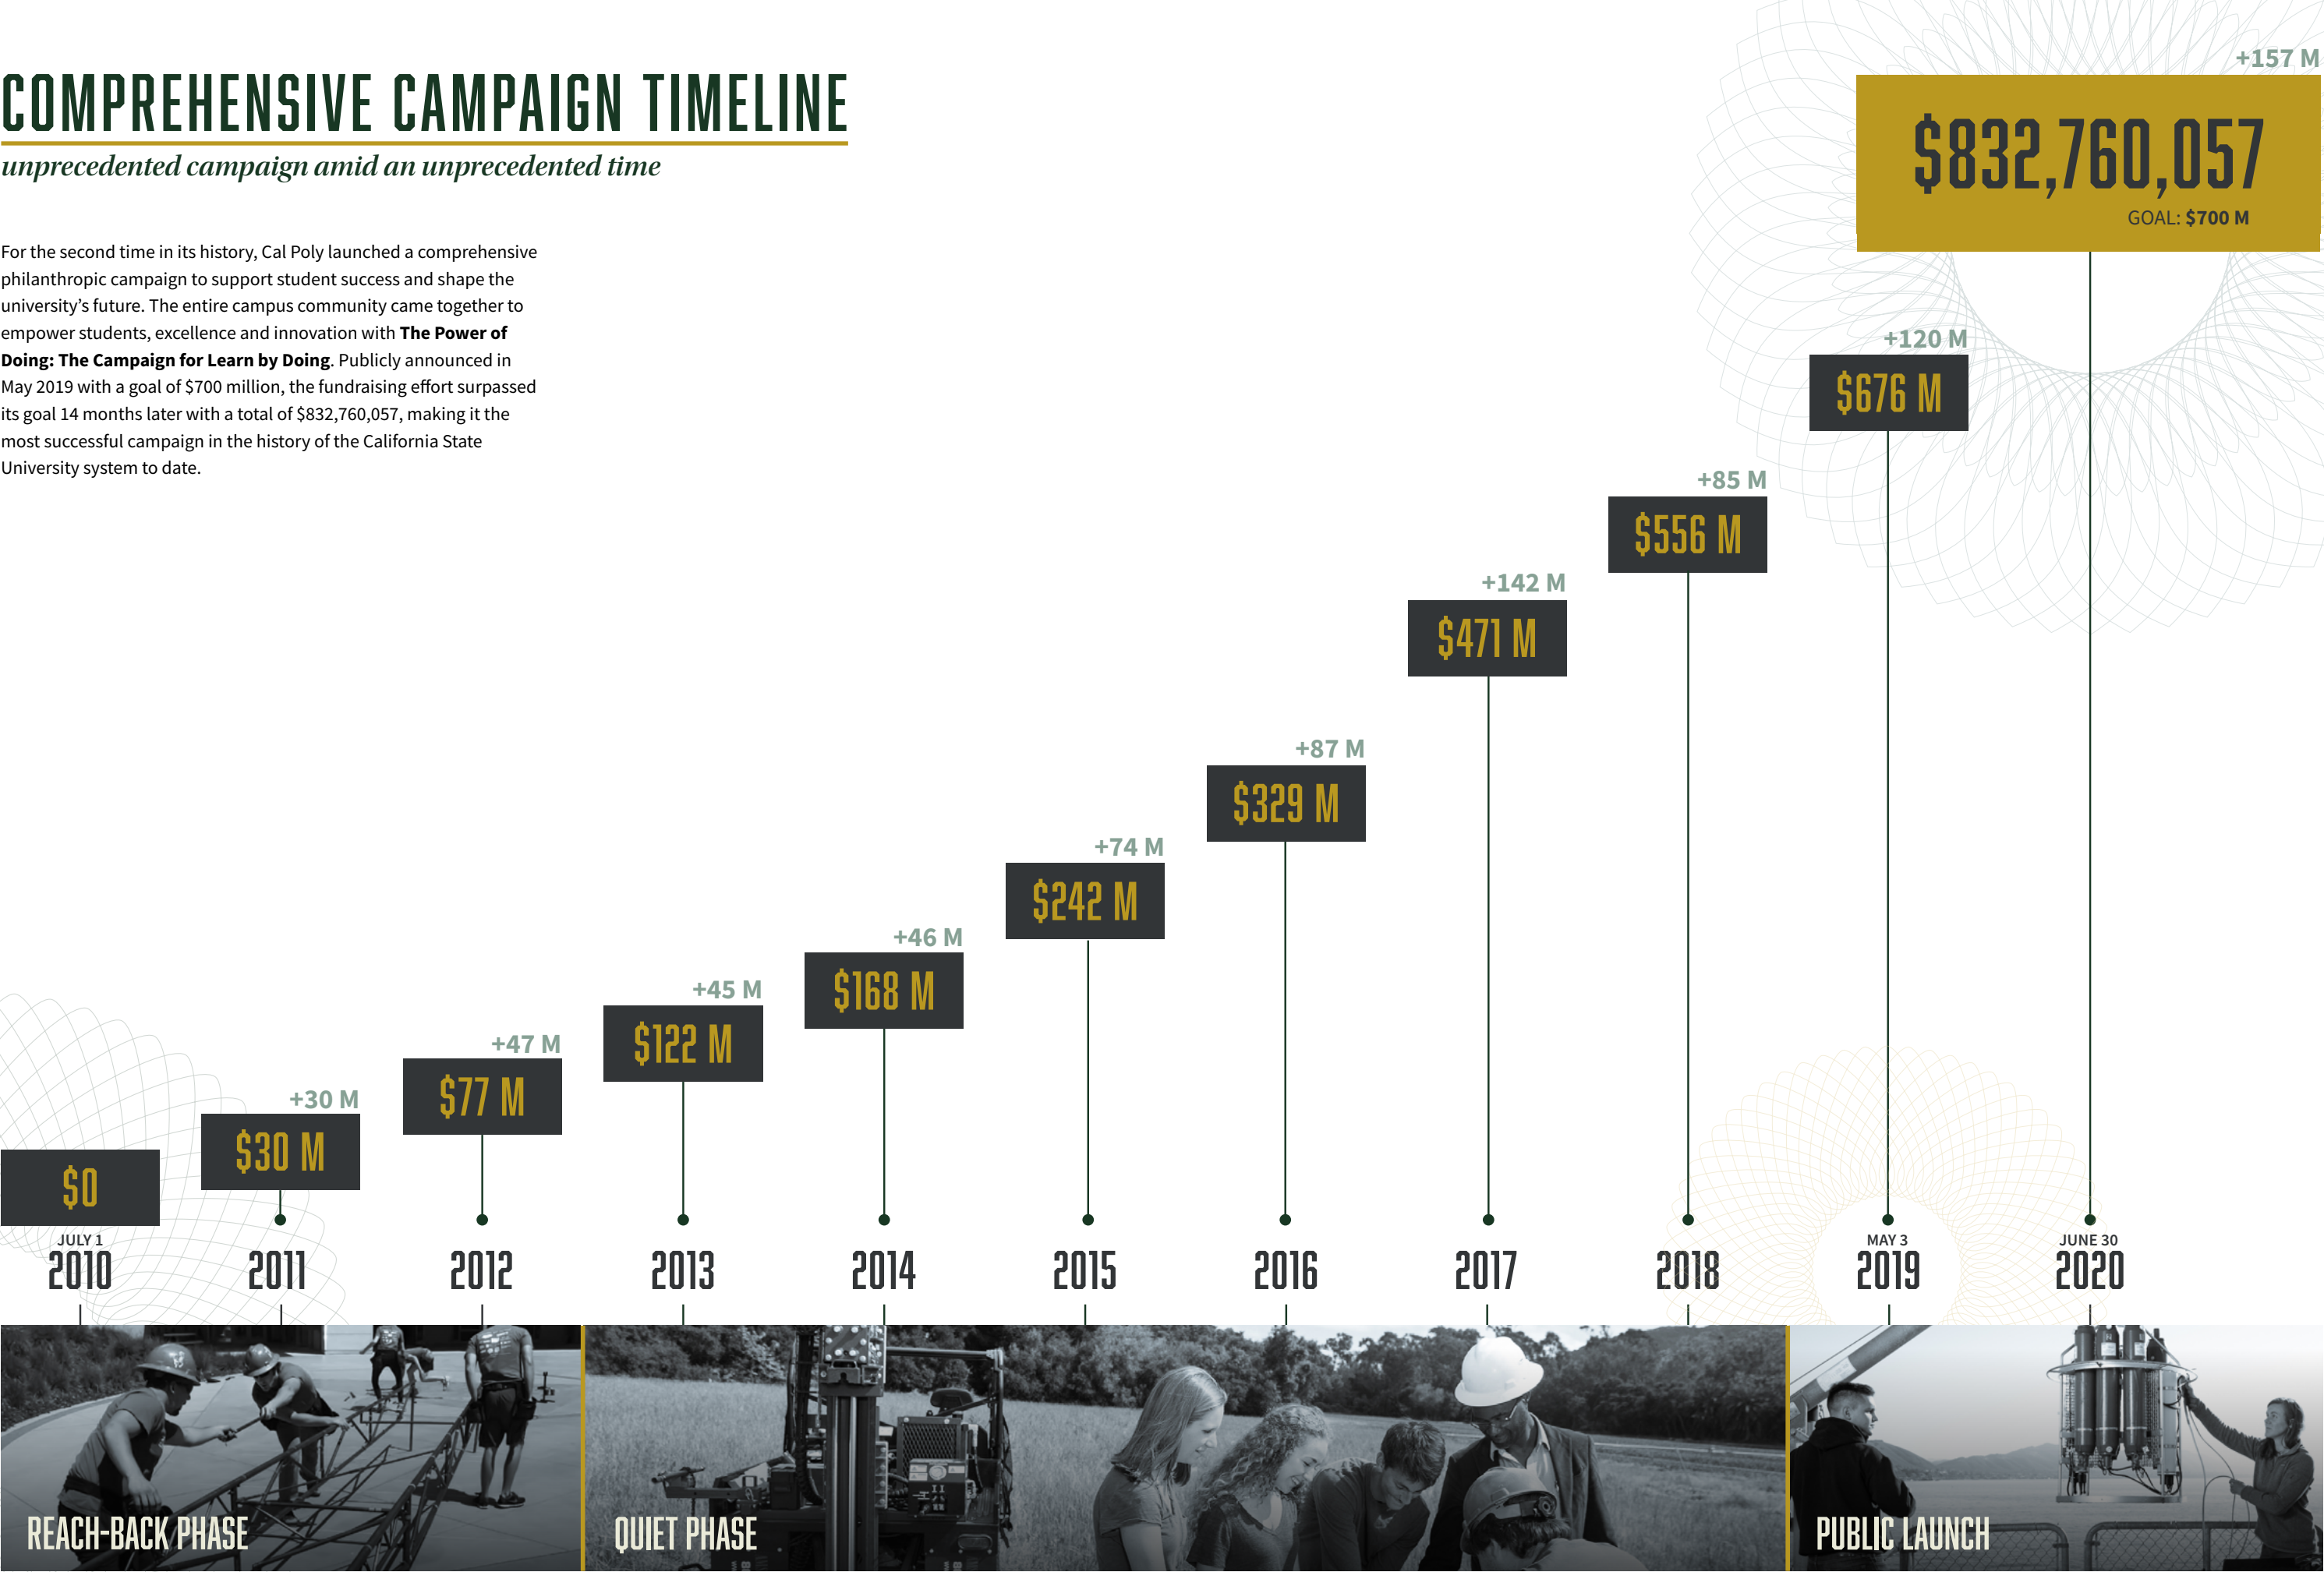 COMPREHENSIVE CAMPAIGN TIMELINE
unprecedented campaign amid an unprecedented time
For the second time in its history, Cal Poly launched a comprehensive
philanthropic campaign to support student success and shape the
university’s future. The entire campus community came together to
empower students, excellence and innovation with The Power of
Doing: The Campaign for Learn by Doing. Publicly announced in
May 2019 with a goal of $700 million, the fundraising effort surpassed
its goal 14 months later with a total of $832,760,057, making it the
most successful campaign in the history of the California State
University system to date.
$0
JULY 1
2010
+30 M
$30 M
2011
+47 M
$77 M
2012
+45 M
$122 M
2013
+46 M
$168 M
2014
+74 M
$242 M
2015
+87 M
$329 M
2016
+142 M
$471 M
2017
+85 M
$556 M
2018
+120 M
$676 M
MAY 3
2019
+157 M
$832,760,057
GOAL: $700 M
JUNE 30
2020
REACH-BACK PHASE
QUIET PHASE
PUBLIC LAUNCH